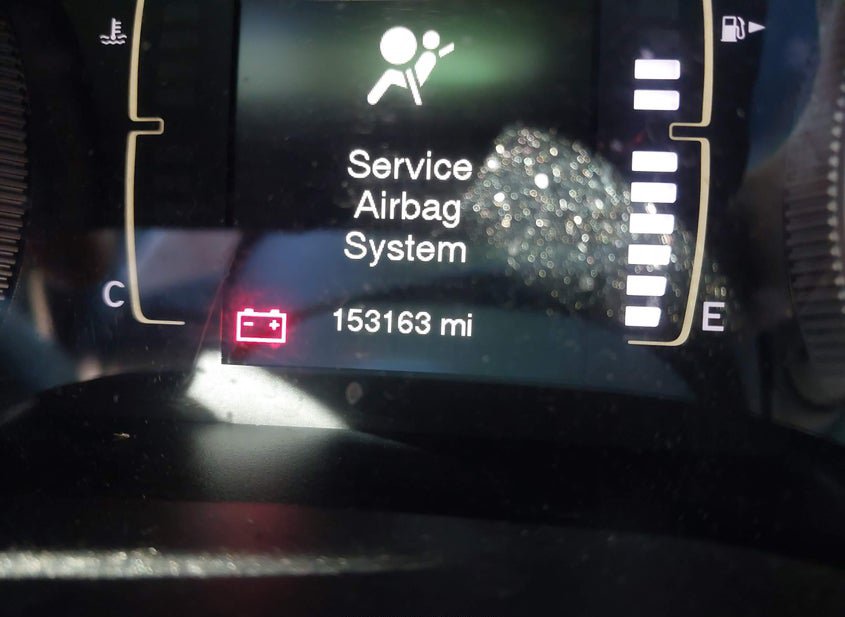 Service
Airbag
System
C
153163 mi
E